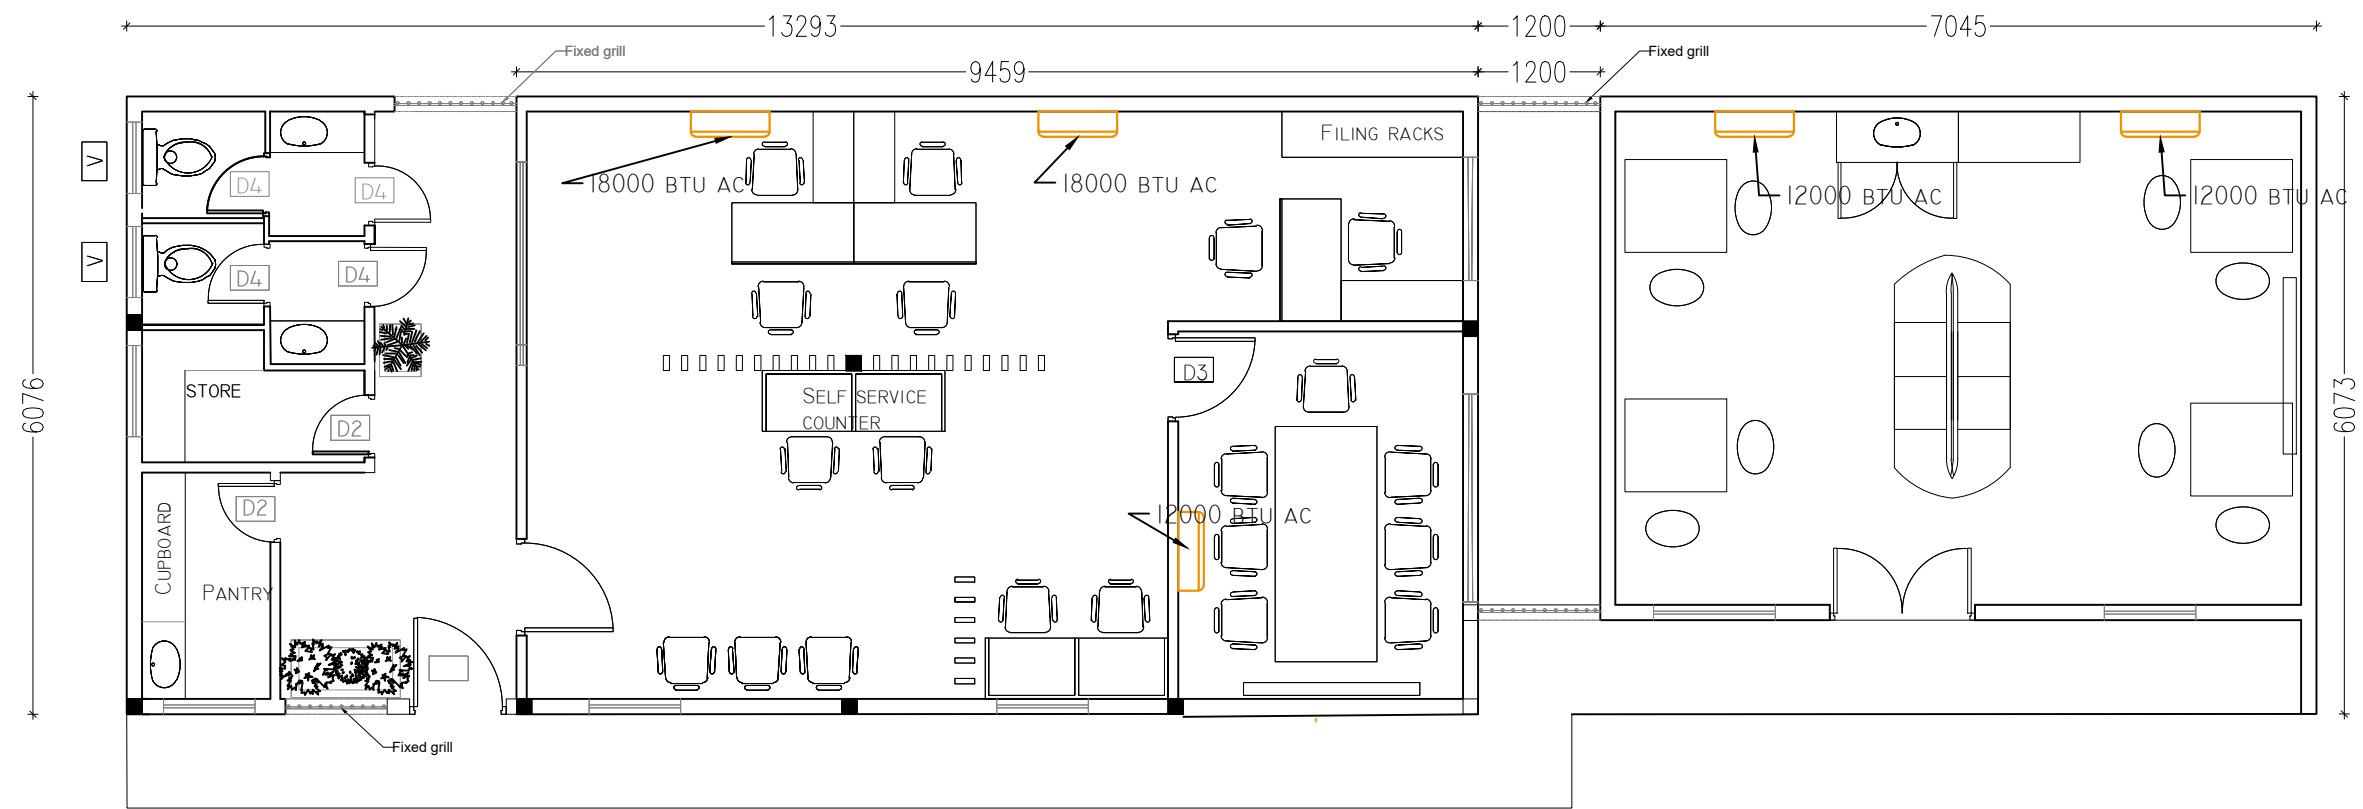 13293
1200
7045
Fixed grill
Fixed grill
9459
1200
6076
6073
V
V
D4
D4
D4
D4
18000 BTU AC
18000 BTU AC
FILING RACKS
12000 BTU AC
12000 BTU AC
STORE
D2
D3
SELF SERVICE
COUNTER
D2
CUPBOARD
PANTRY
12000 BTU AC
Fixed grill